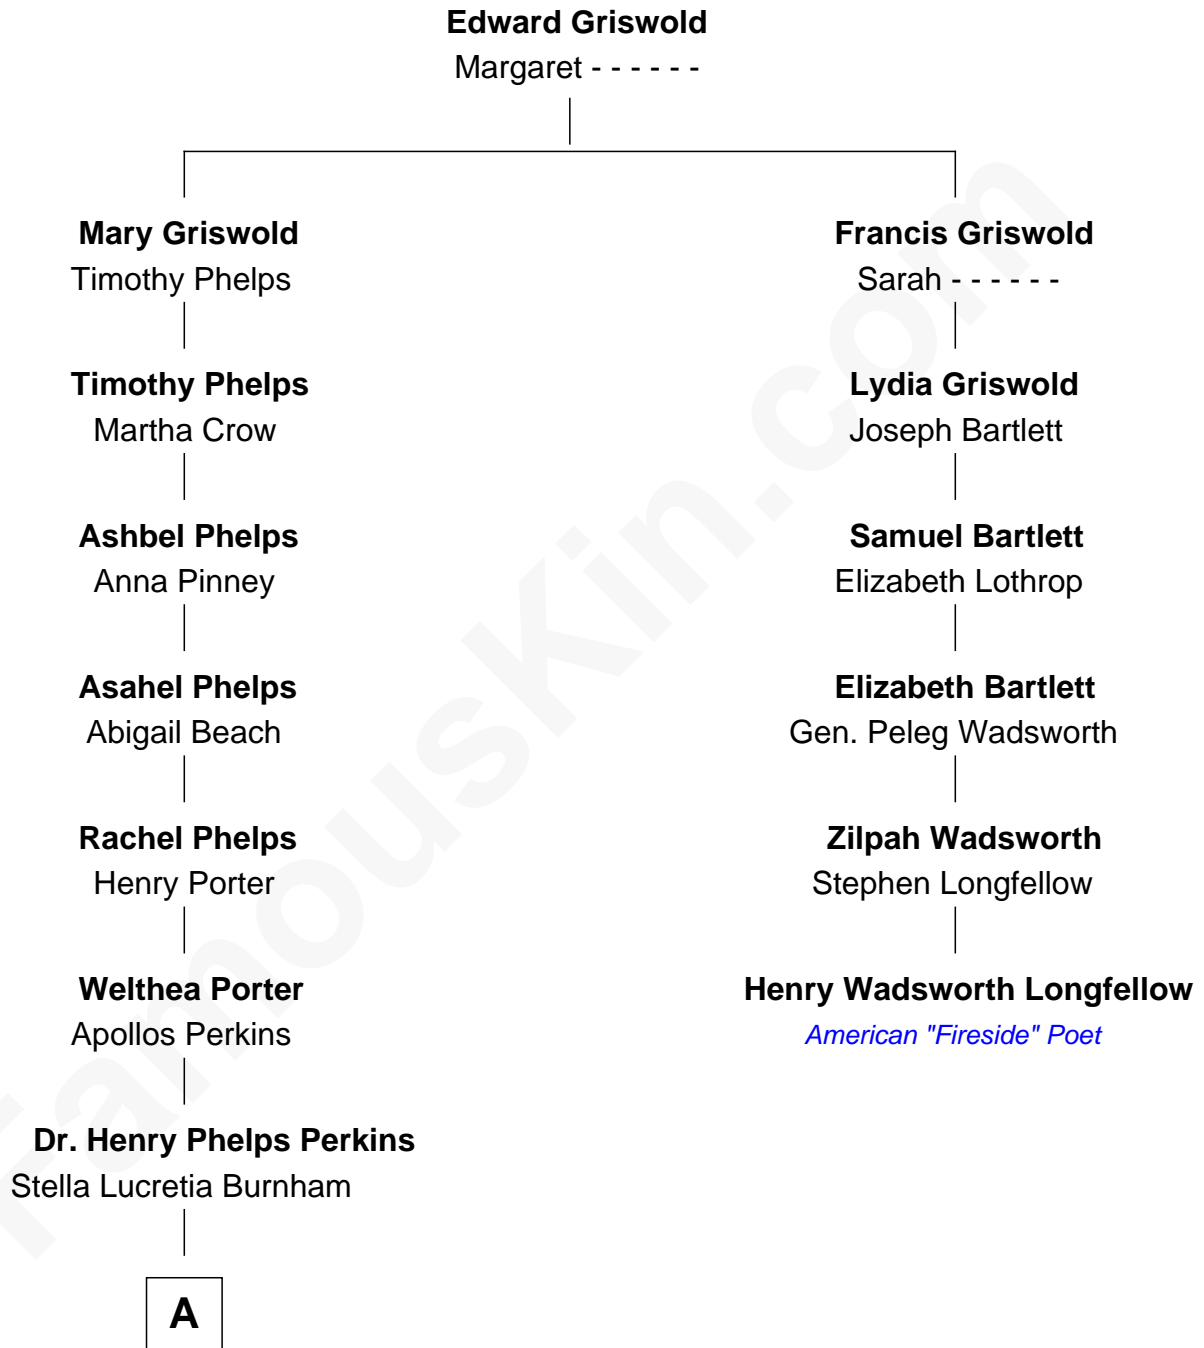 Edward Griswold
Margaret - - - - - -
Mary Griswold
Timothy Phelps
Francis Griswold
Sarah - - - - - -
Timothy Phelps
Martha Crow
Lydia Griswold
Joseph Bartlett
Ashbel Phelps
Anna Pinney
Samuel Bartlett
Elizabeth Lothrop
Asahel Phelps
Abigail Beach
Elizabeth Bartlett
Gen. Peleg Wadsworth
Rachel Phelps
Henry Porter
Zilpah Wadsworth
Stephen Longfellow
Welthea Porter
Apollos Perkins
Henry Wadsworth Longfellow
American "Fireside" Poet
Dr. Henry Phelps Perkins
Stella Lucretia Burnham
A
FamousKin.com